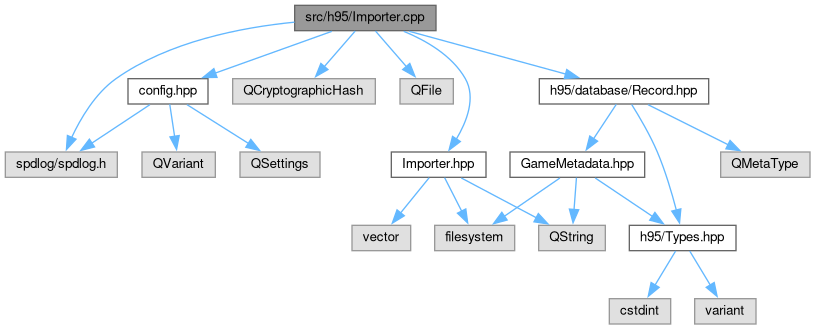 src/h95/Importer.cpp
config.hpp
QCryptographicHash
QFile
h95/database/Record.hpp
spdlog/spdlog.h
QVariant
QSettings
Importer.hpp
GameMetadata.hpp
QMetaType
vector
filesystem
QString
h95/Types.hpp
cstdint
variant